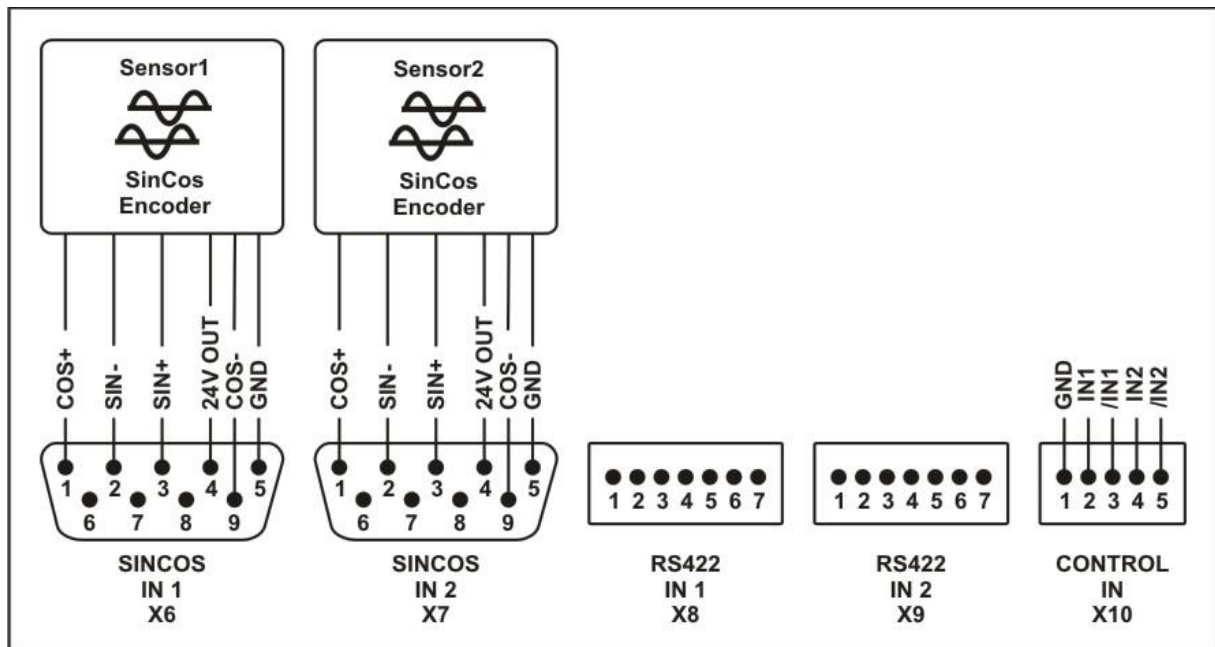 Sensor1
SinCos
Encoder
Sensor2
SinCos
Encoder
COS+
SIN-
SIN+
24V OUT
COS-
GND
COS+
SIN-
SIN+
24V OUT
COS-
GND
GND
IN1
/IN1
IN2
/IN2
1 2 3 4 5
6 7 8 9
1 2 3 4 5
6 7 8 9
1 2 3 4 5 6 7
1 2 3 4 5 6 7
1 2 3 4 5
SINCOS
IN 1
X6
SINCOS
IN 2
X7
RS422
IN 1
X8
RS422
IN 2
X9
CONTROL
IN
X10